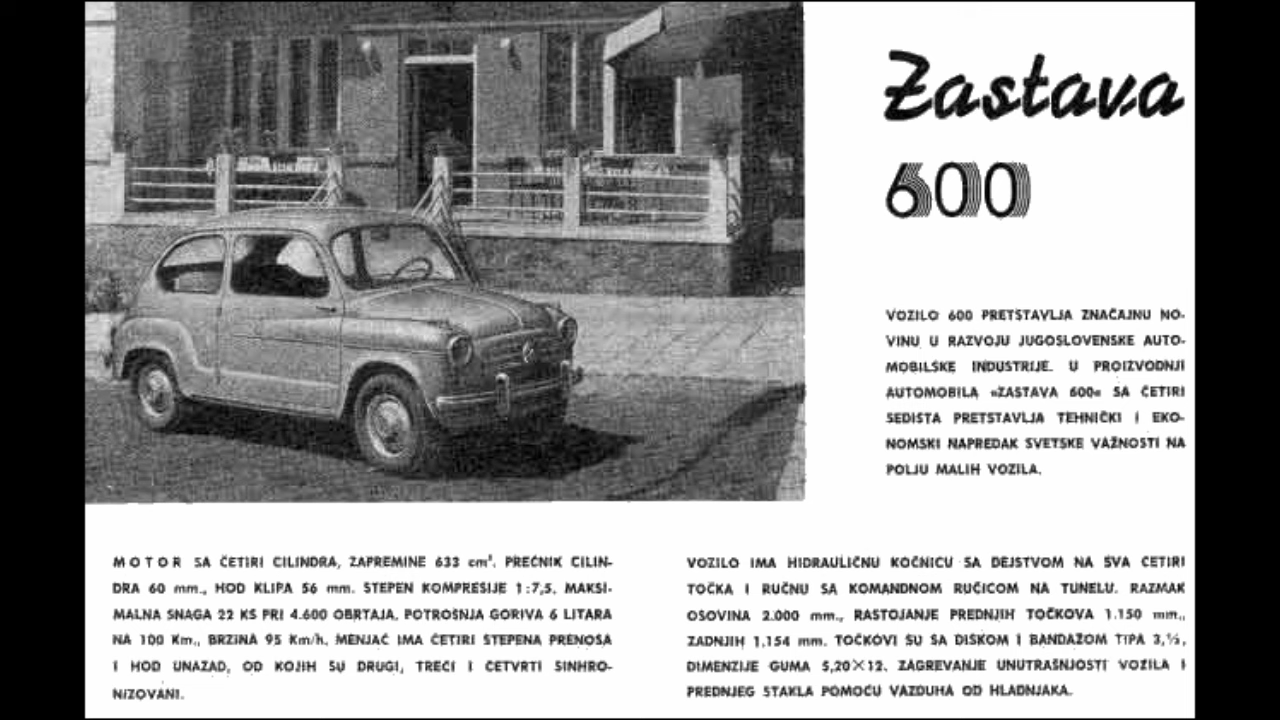 Zastava
600
VOZILO 600 PRETSTAVLJA ZNAČAJNU NO-
VINU U RAZVOJU JUGOSLOVENSKE AUTO-
MOBILSKE INDUSTRIJE. U PROIZVODNJI
AUTOMOBILA «ZASTAVA 600« SA ČETIRI
SEDISTA PRETSTAVLJA TEHNIČKI I EKO-
NOMSKI NAPREDAK SVETSKE VAŽNOSTI NA
POLJU MALIH VOZILA.
MOTOR SA ČETIRI CILINDRA, ZAPREMINE 633 cm³. PREČNIK CILIN-
DRA 60 mm., HOD KLIPA 56 mm. STEPEN KOMPRESIJE 1:7,5. MAKSI-
MALNA SNAGA 22 KS PRI 4.600 OBRTAJA. POTROŠNJA GORIVA 6 LITARA
NA 100 Km., BRZINA 95 Km/h. MENJAČ IMA ČETIRI STEPENA PRENOSA
I HOD UNAZAD, OD KOJIH SU DRUGI, TREĆI I ČETVRTI SINHRO-
NIZOVANI.
VOZILO IMA HIDRAULIČNU KOČNICU SA DEJSTVOM NA SVA ČETIRI
TOČKA I RUČNU SA KOMANDNOM RUČICOM NA TUNELU. RAZMAK
OSOVINA 2.000 mm., RASTOJANJE PREDNJIH TOČKOVA 1.150 mm.,
ZADNJIH 1.154 mm. TOČKOVI SU SA DISKOM I BANDAŽOM TIPA 3,½,
DIMENZIJE GUMA 5,20×12. ZAGREVANJE UNUTRAŠNJOSTI VOZILA I
PREDNJEG STAKLA POMOĆU VAZDUHA OD HLADNJAKA.